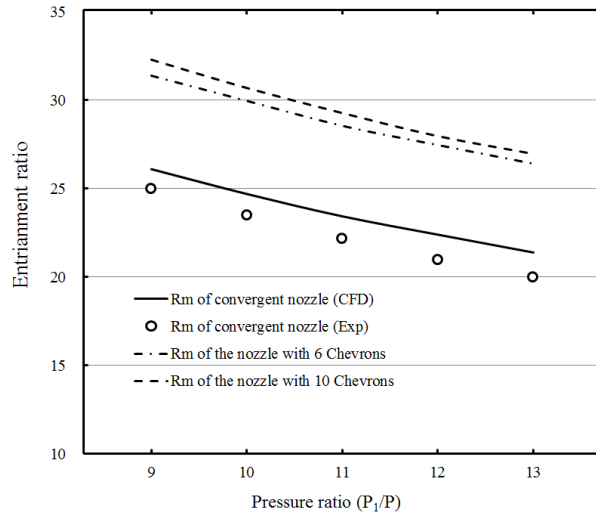 35
30
25
20
15
10
Entrianment ratio
Rm of convergent nozzle (CFD)
Rm of convergent nozzle (Exp)
Rm of the nozzle with 6 Chevrons
Rm of the nozzle with 10 Chevrons
9 10 11 12 13
Pressure ratio (P₁/P)